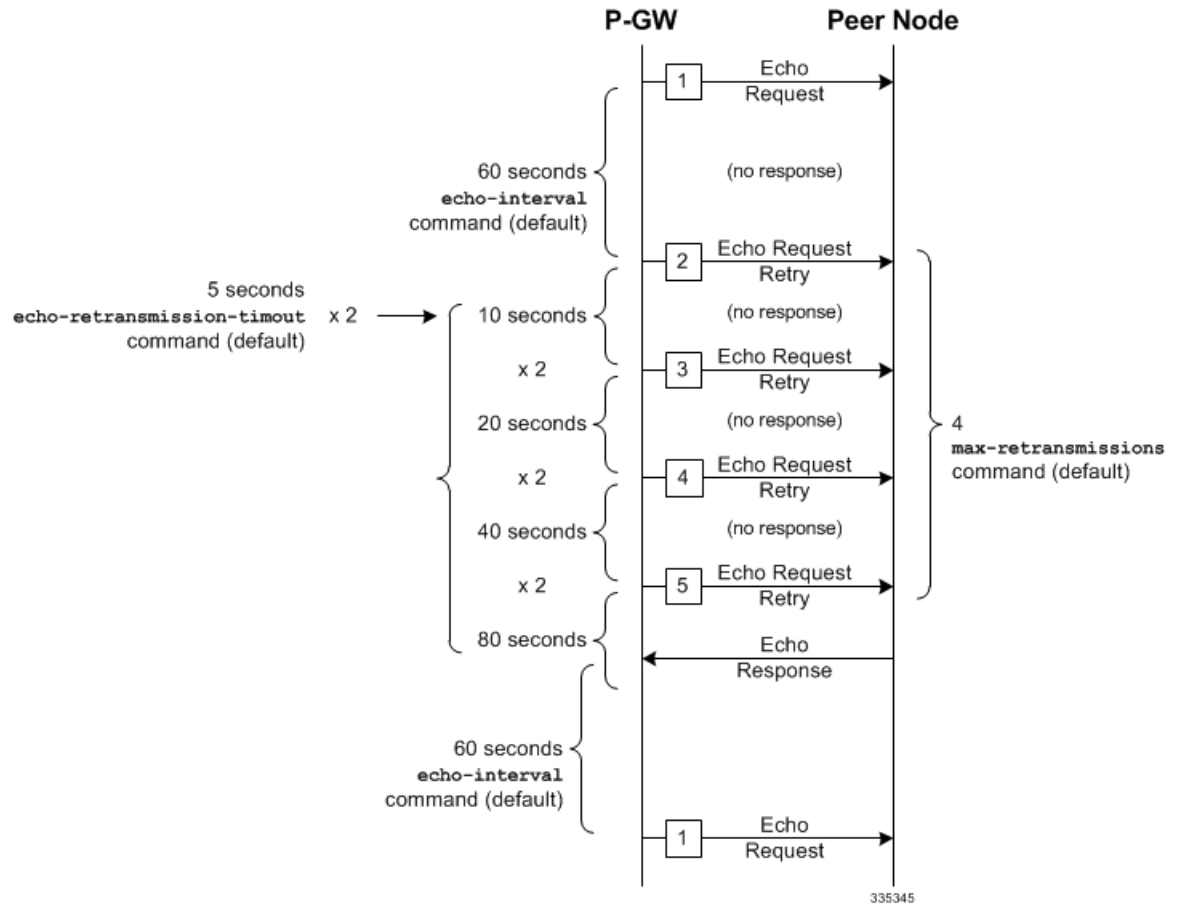 P-GW
Peer Node
1
Echo
Request
60 seconds
echo-interval
command (default)
(no response)
2
Echo Request
Retry
5 seconds
echo-retransmission-timout
command (default)
x 2
10 seconds
(no response)
x 2
3
Echo Request
Retry
20 seconds
(no response)
4
max-retransmissions
command (default)
x 2
4
Echo Request
Retry
40 seconds
(no response)
x 2
5
Echo Request
Retry
80 seconds
Echo
Response
60 seconds
echo-interval
command (default)
1
Echo
Request
335345